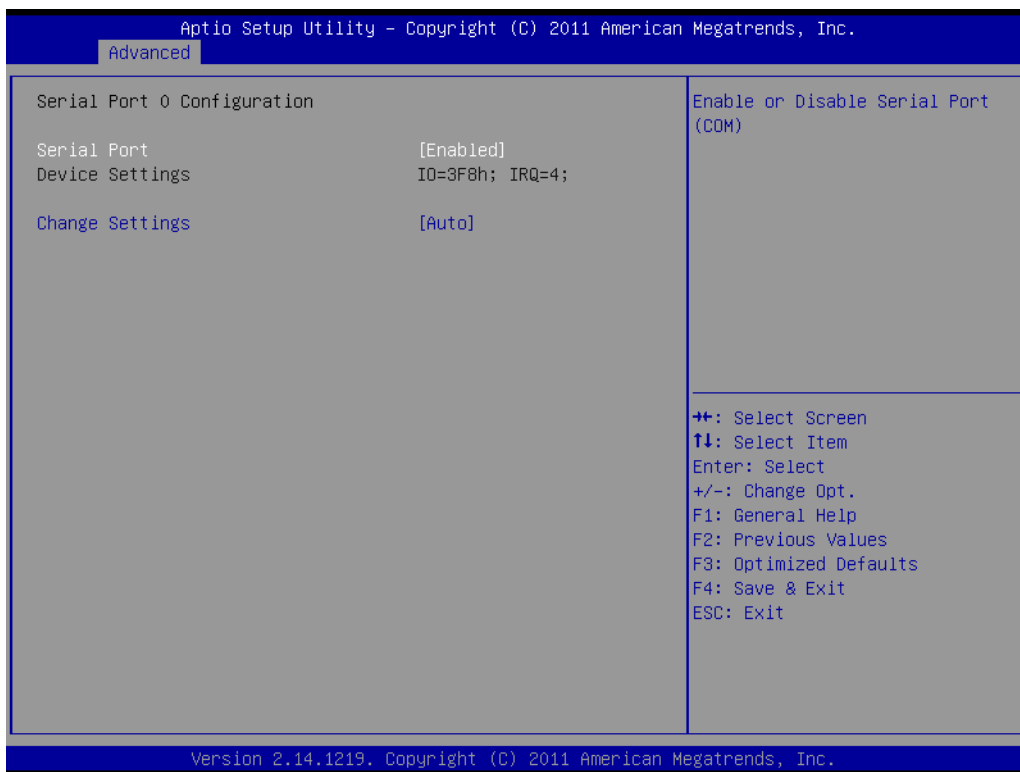 Aptio Setup Utility – Copyright (C) 2011 American Megatrends, Inc.
Advanced
Serial Port 0 Configuration
Serial Port [Enabled]
Device Settings IO=3F8h; IRQ=4;
Change Settings [Auto]
Enable or Disable Serial Port
(COM)
→←: Select Screen
↑↓: Select Item
Enter: Select
+/-: Change Opt.
F1: General Help
F2: Previous Values
F3: Optimized Defaults
F4: Save & Exit
ESC: Exit
Version 2.14.1219. Copyright (C) 2011 American Megatrends, Inc.